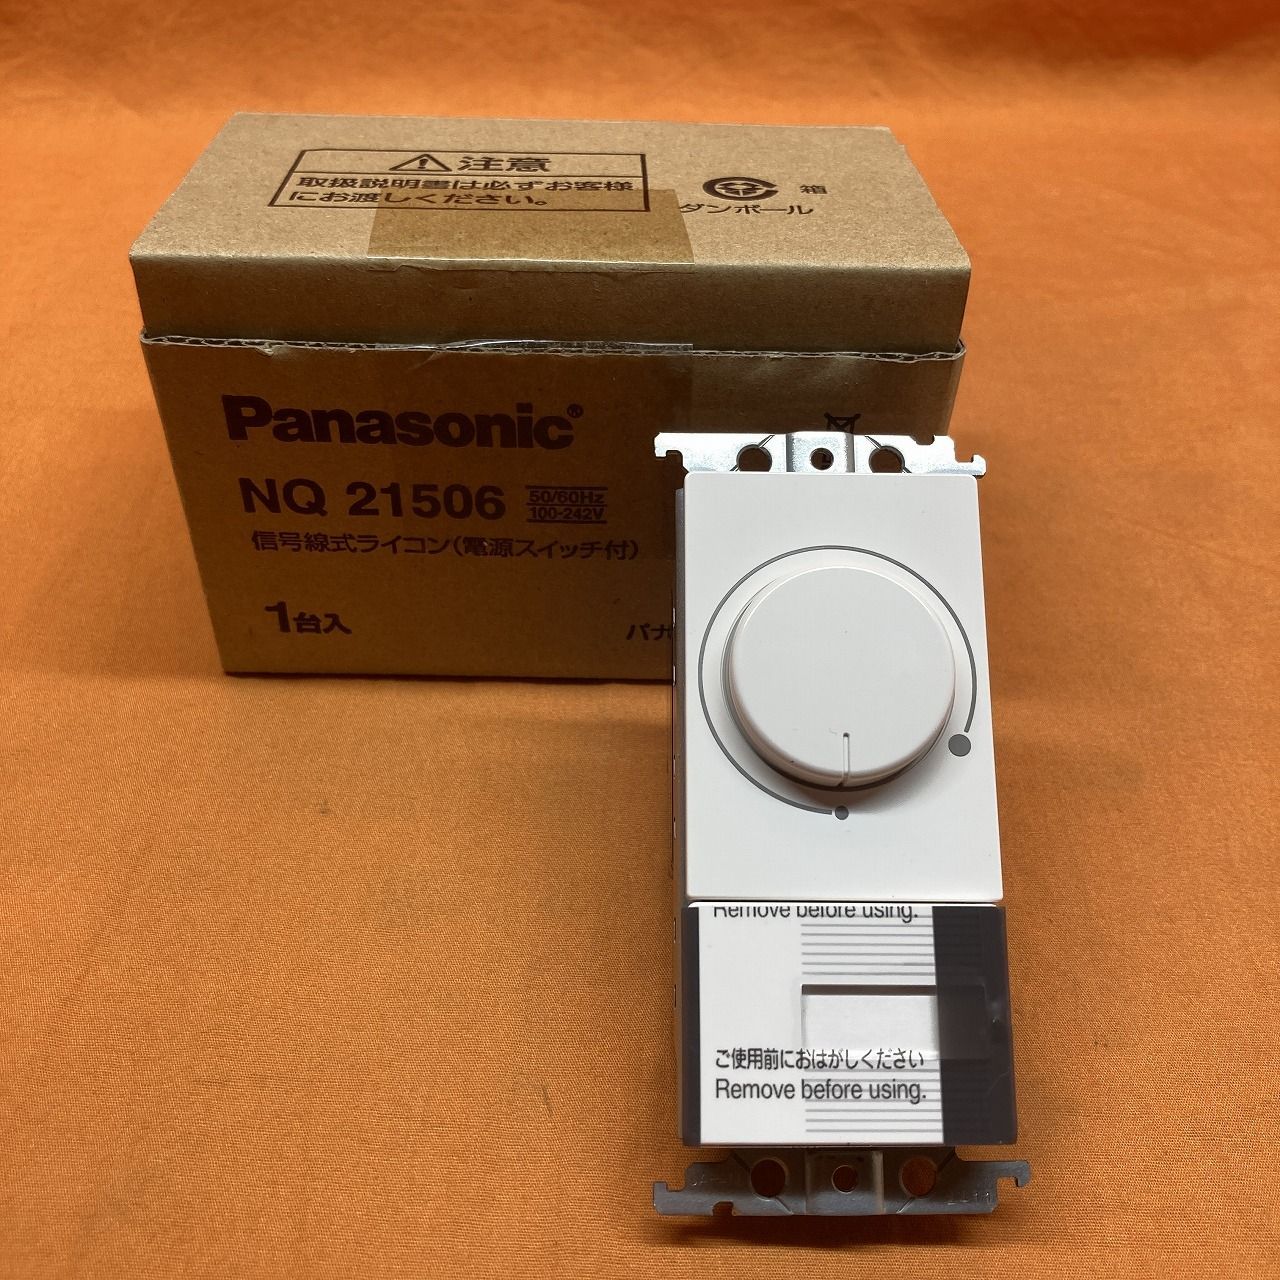 ⚠注意
取扱説明書は必ずお客様
にお渡しください。
箱
ダンボール
Panasonic®
NQ 21506
50/60Hz
100-242V
信号線式ライコン(電源スイッチ付)
1台入
パナ
Remove before using.
ご使用前におはがしください
Remove before using.